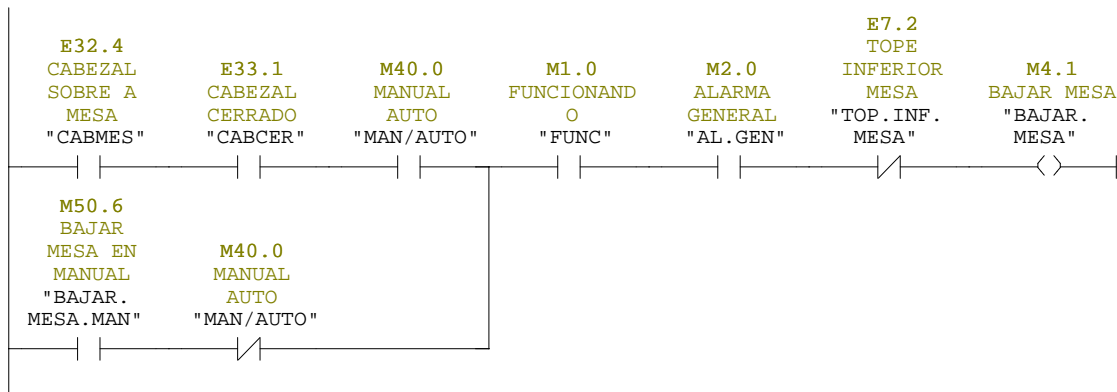 E32.4
CABEZAL
SOBRE A
MESA
"CABMES"
E33.1
CABEZAL
CERRADO
"CABCER"
M40.0
MANUAL
AUTO
"MAN/AUTO"
M1.0
FUNCIONAND
O
"FUNC"
M2.0
ALARMA
GENERAL
"AL.GEN"
E7.2
TOPE
INFERIOR
MESA
"TOP.INF.
MESA"
M4.1
BAJAR MESA
"BAJAR.
MESA"
M50.6
BAJAR
MESA EN
MANUAL
"BAJAR.
MESA.MAN"
M40.0
MANUAL
AUTO
"MAN/AUTO"